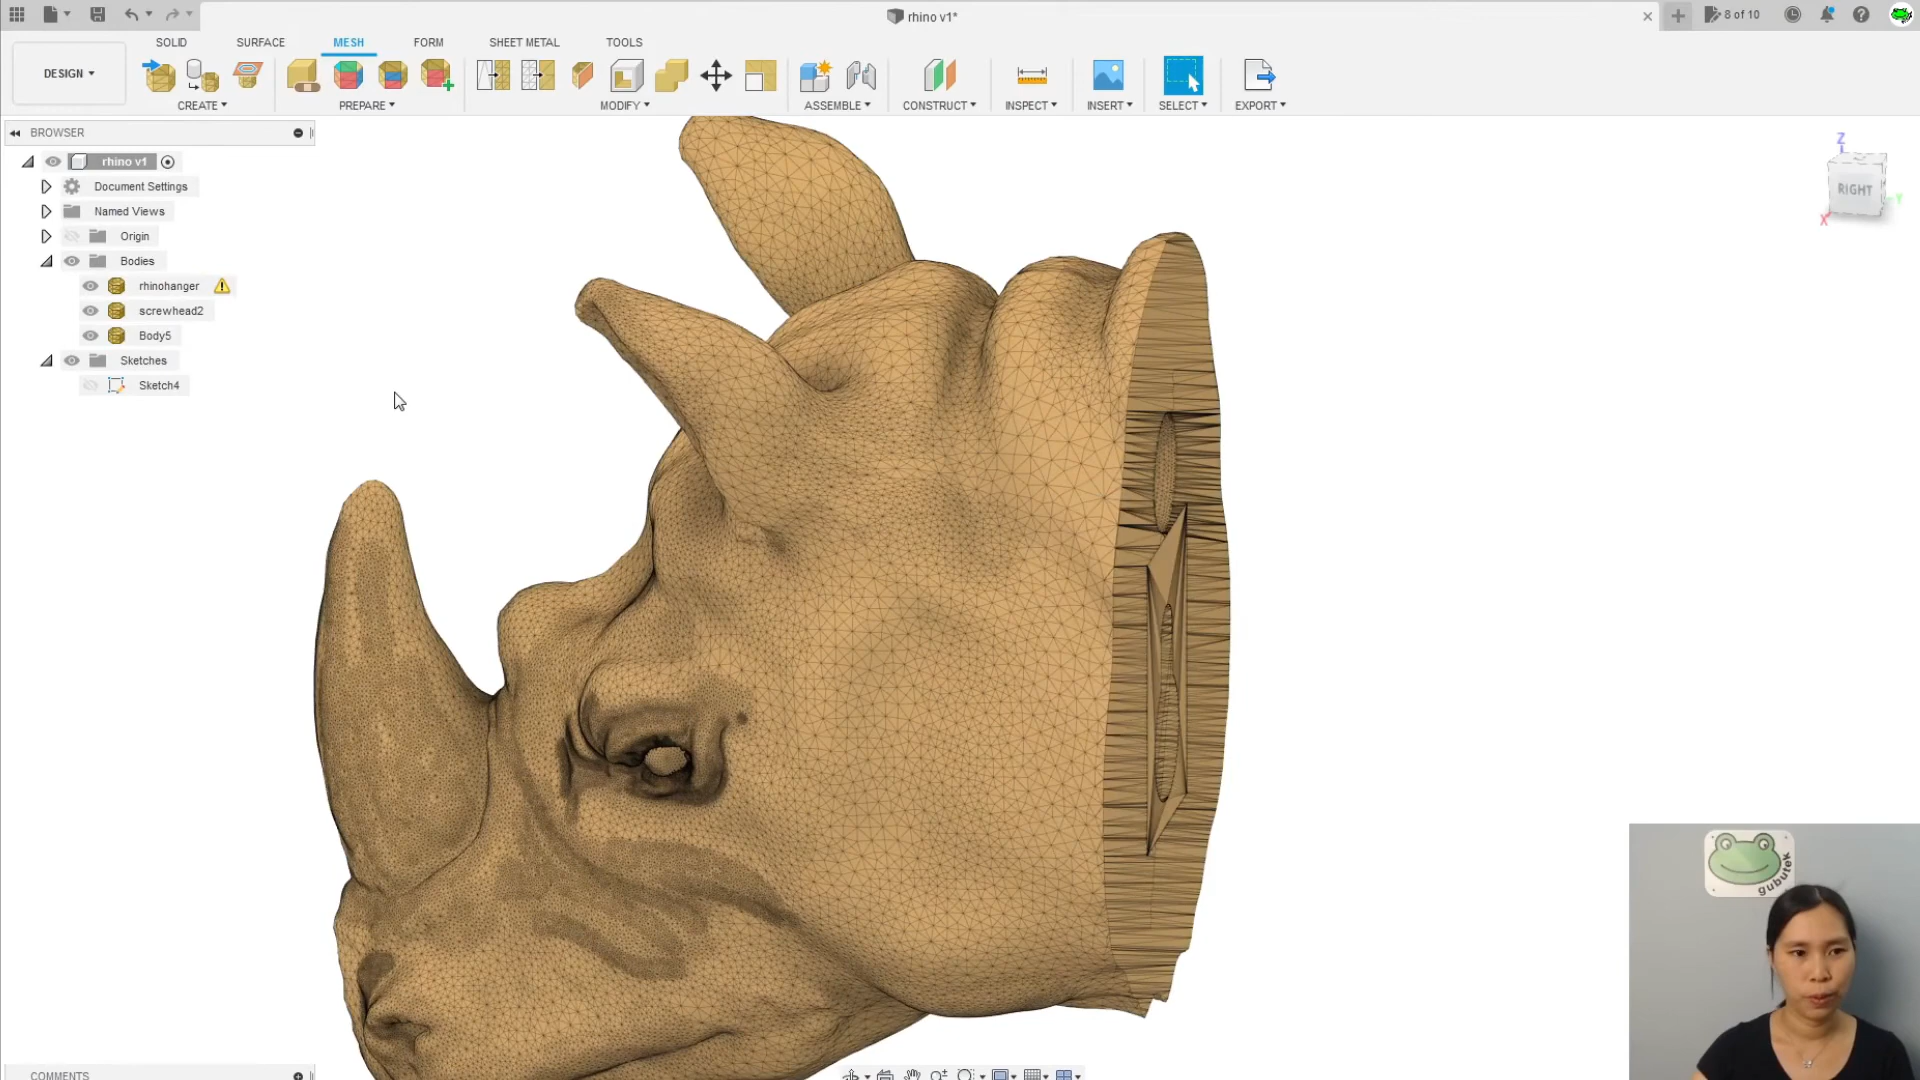 rhino v1*
8 of 10
SOLID SURFACE MESH FORM SHEET METAL TOOLS
DESIGN
CREATE PREPARE MODIFY ASSEMBLE CONSTRUCT INSPECT INSERT SELECT EXPORT
BROWSER
rhino v1
Document Settings
Named Views
Origin
Bodies
rhinohanger
screwhead2
Body5
Sketches
Sketch4
Z
RIGHT
X
Y
gubutek
COMMENTS